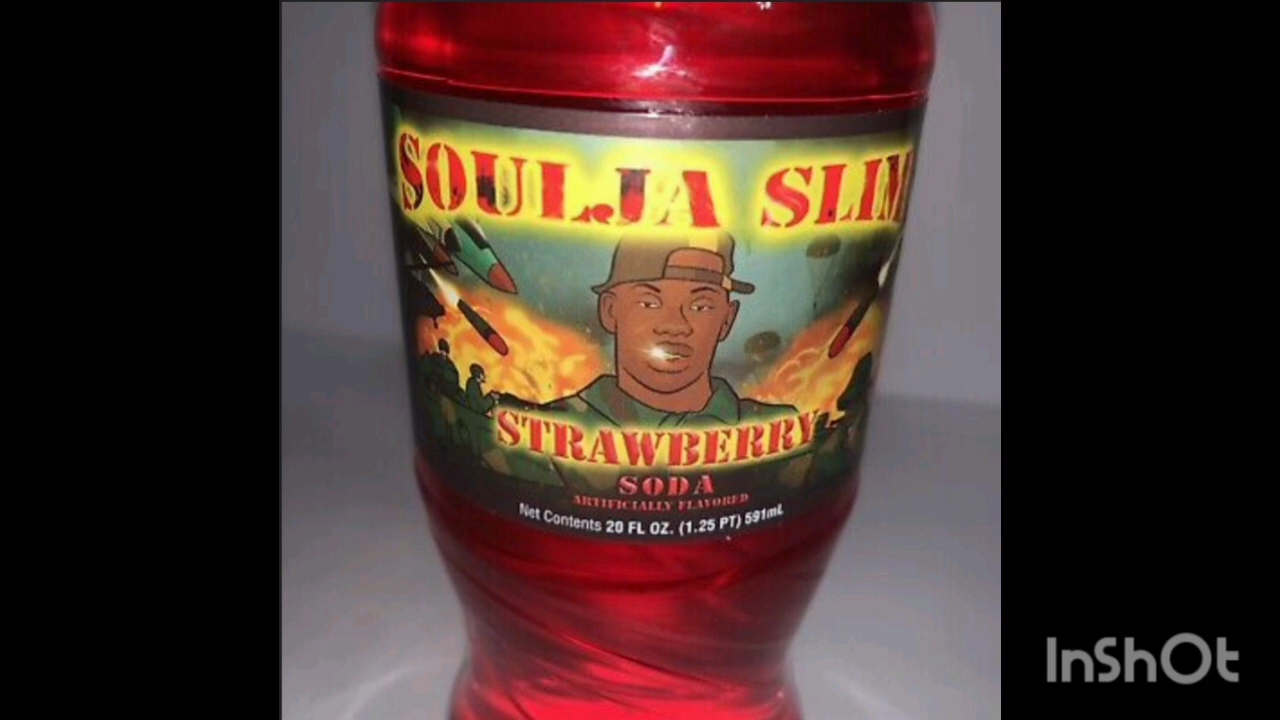 SOULJA SLIM
STRAWBERRY
SODA
ARTIFICIALLY FLAVORED
Net Contents 20 FL OZ. (1.25 PT) 591mL
InShOt